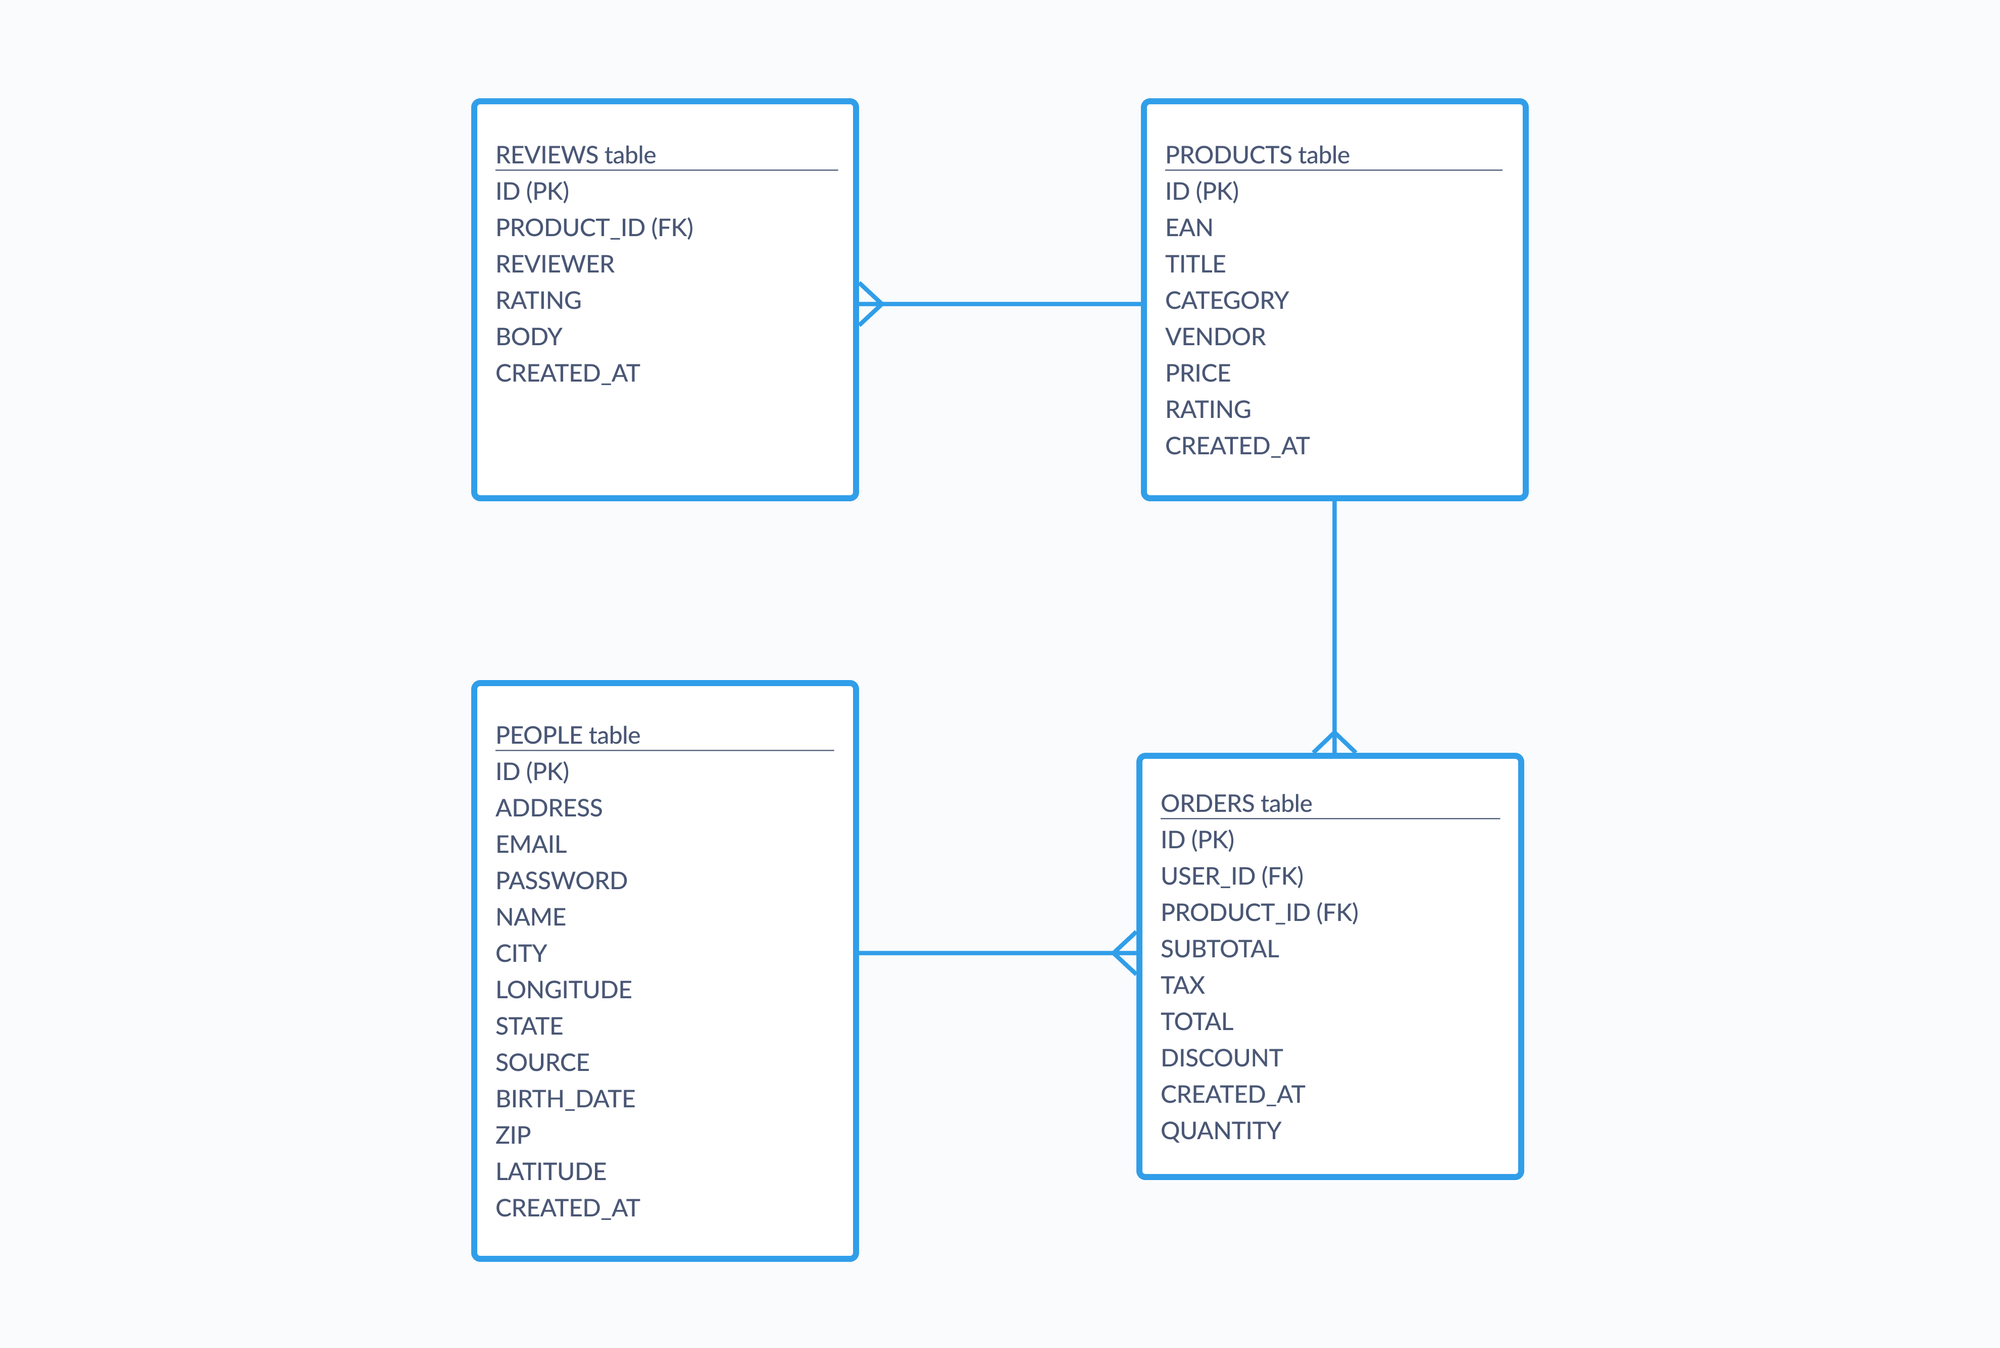 REVIEWS table
ID (PK)
PRODUCT_ID (FK)
REVIEWER
RATING
BODY
CREATED_AT
PRODUCTS table
ID (PK)
EAN
TITLE
CATEGORY
VENDOR
PRICE
RATING
CREATED_AT
PEOPLE table
ID (PK)
ADDRESS
EMAIL
PASSWORD
NAME
CITY
LONGITUDE
STATE
SOURCE
BIRTH_DATE
ZIP
LATITUDE
CREATED_AT
ORDERS table
ID (PK)
USER_ID (FK)
PRODUCT_ID (FK)
SUBTOTAL
TAX
TOTAL
DISCOUNT
CREATED_AT
QUANTITY